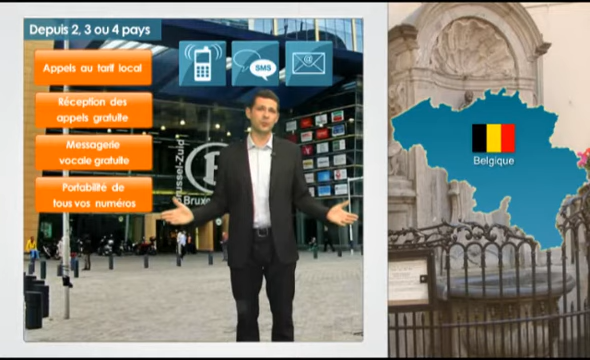 Depuis 2, 3 ou 4 pays
Appels au tarif local
Réception des
appels gratuite
Messagerie
vocale gratuite
Portabilité de
tous vos numéros
SMS
@
Brussel-Zuid
B
Belgique